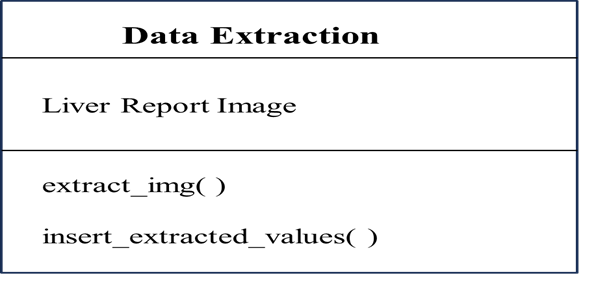 Data Extraction
Liver Report Image
extract_img( )
insert_extracted_values( )